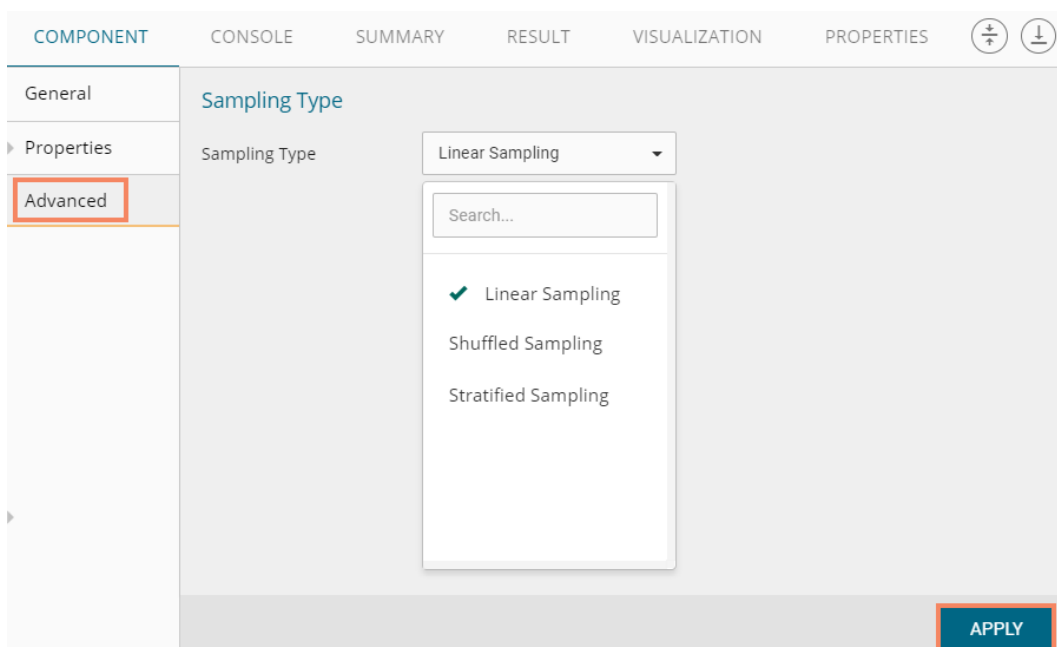 COMPONENT CONSOLE SUMMARY RESULT VISUALIZATION PROPERTIES
General
Properties
Advanced
Sampling Type
Sampling Type Linear Sampling
Search...
Linear Sampling
Shuffled Sampling
Stratified Sampling
APPLY